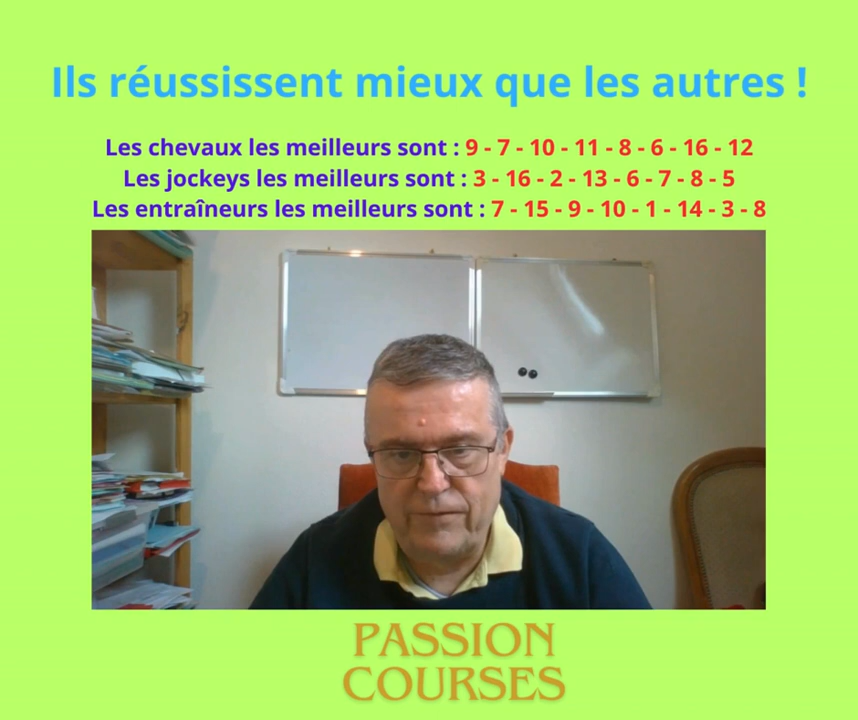 Ils réussissent mieux que les autres !
Les chevaux les meilleurs sont : 9 - 7 - 10 - 11 - 8 - 6 - 16 - 12
Les jockeys les meilleurs sont : 3 - 16 - 2 - 13 - 6 - 7 - 8 - 5
Les entraîneurs les meilleurs sont : 7 - 15 - 9 - 10 - 1 - 14 - 3 - 8
PASSION
COURSES